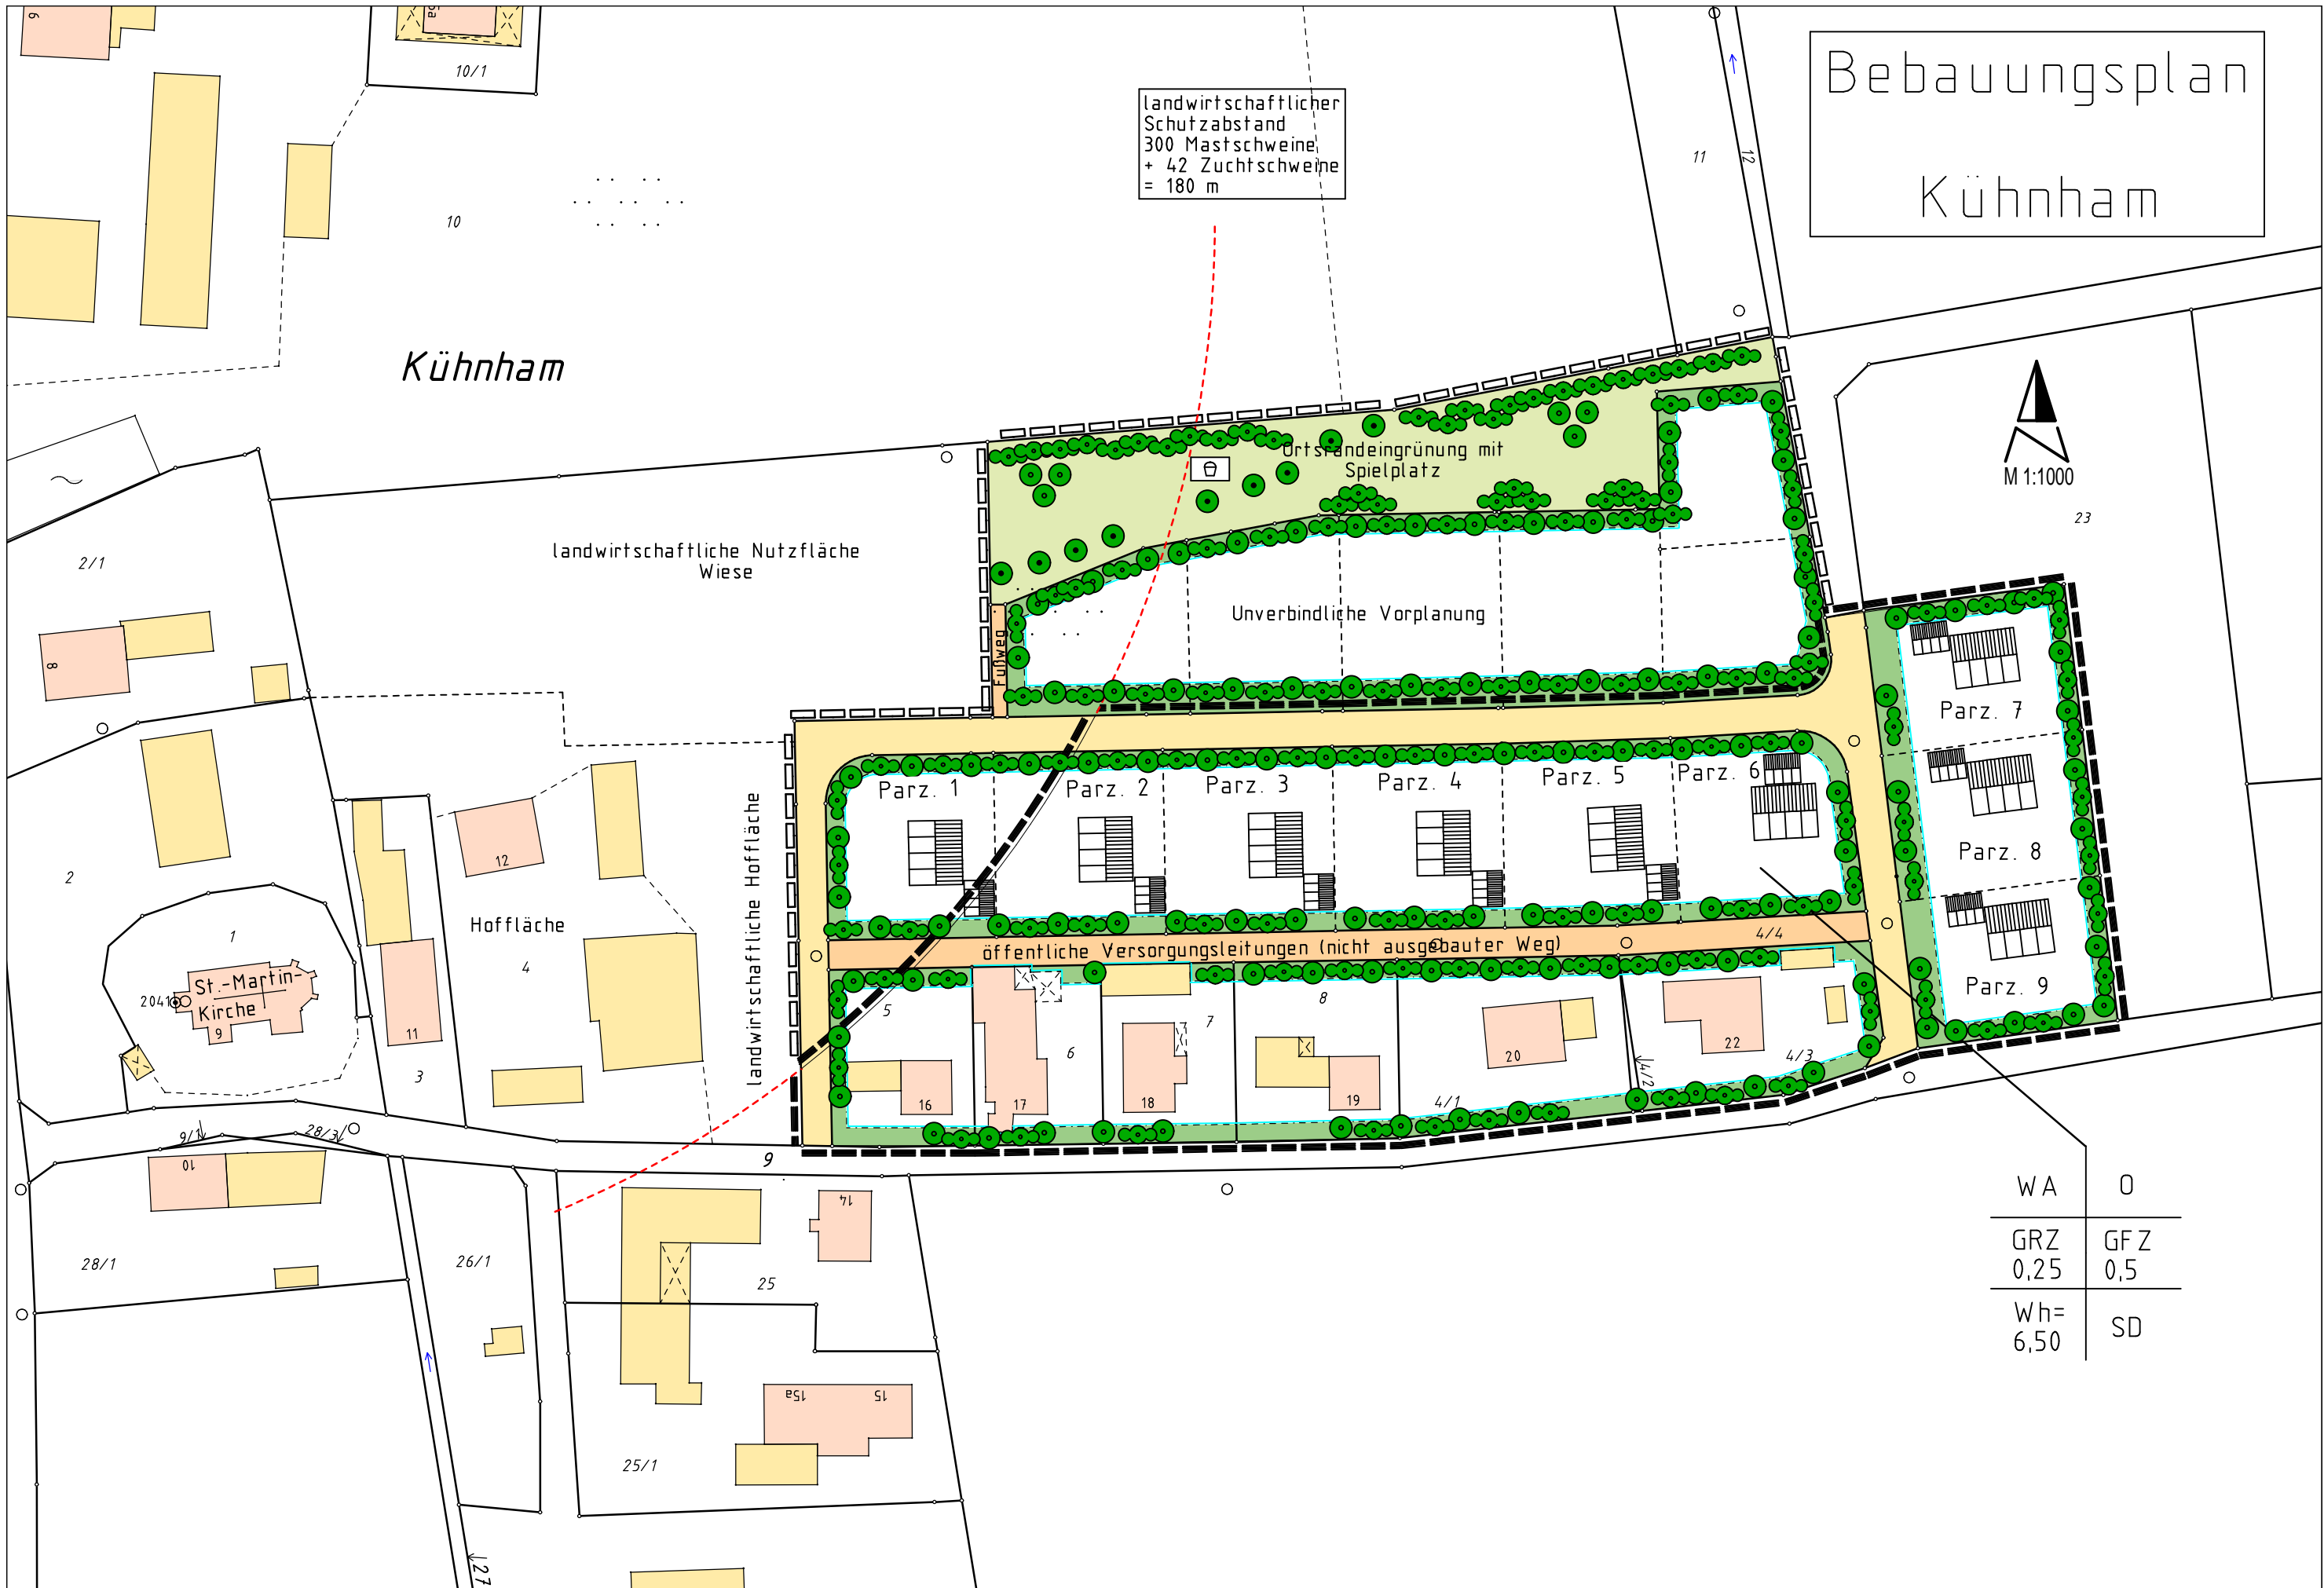 Bebauungsplan
Kühnham
landwirtschaftlicher
Schutzabstand
300 Mastschweine
+ 42 Zuchtschweine
= 180 m
6
5a
10/1
10
11
12
Kühnham
M 1:1000
23
Ortsrandeingrünung mit
Spielplatz
landwirtschaftliche Nutzfläche
Wiese
Unverbindliche Vorplanung
Fußweg
2/1
8
2
Parz. 1
Parz. 2
Parz. 3
Parz. 4
Parz. 5
Parz. 6
Parz. 7
Parz. 8
Parz. 9
landwirtschaftliche Hoffläche
12
Hoffläche
4
1
St.-Martin-
Kirche
2041
9
11
3
öffentliche Versorgungsleitungen (nicht ausgebauter Weg)
4/4
5
6
7
8
16
17
18
19
20
22
4/1
4/2
4/3
9/1
28/3
10
9
28/1
26/1
25
14
15a
15
25/1
27
WA
O
GRZ
0,25
GFZ
0,5
Wh=
6,50
SD